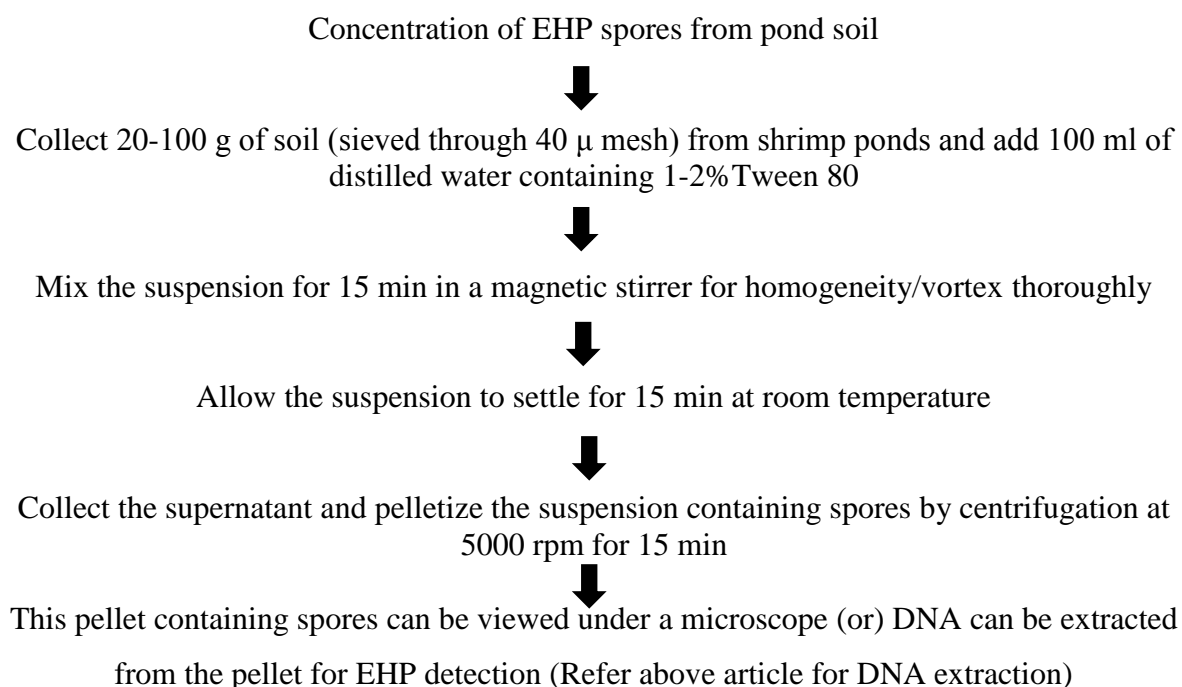 Concentration of EHP spores from pond soil
Collect 20-100 g of soil (sieved through 40 μ mesh) from shrimp ponds and add 100 ml of
distilled water containing 1-2%Tween 80
Mix the suspension for 15 min in a magnetic stirrer for homogeneity/vortex thoroughly
Allow the suspension to settle for 15 min at room temperature
Collect the supernatant and pelletize the suspension containing spores by centrifugation at
5000 rpm for 15 min
This pellet containing spores can be viewed under a microscope (or) DNA can be extracted
from the pellet for EHP detection (Refer above article for DNA extraction)